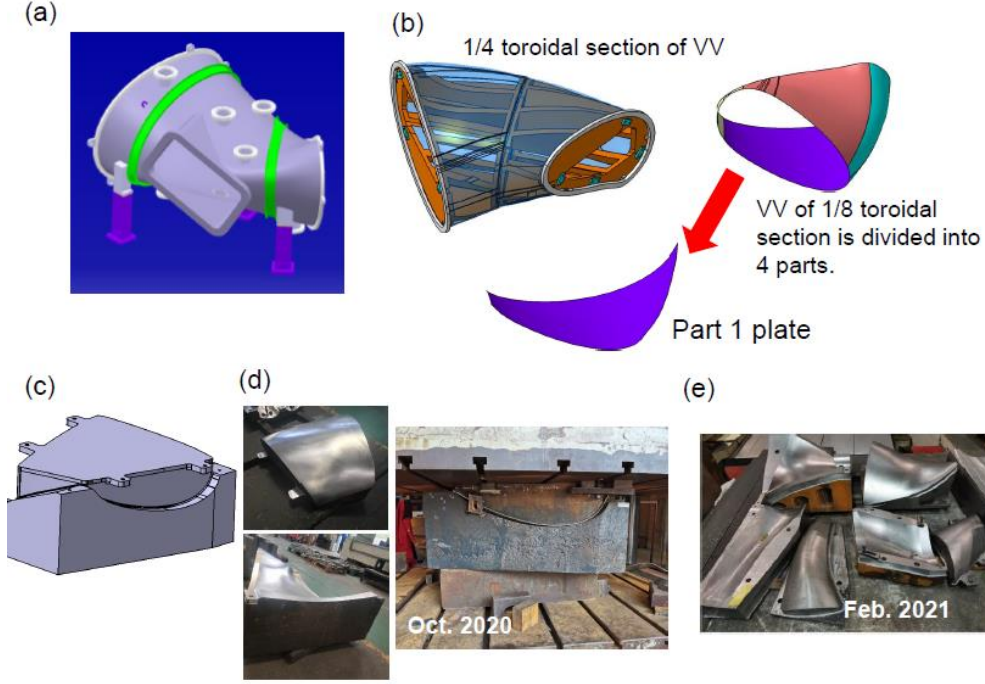 (a)
(b)
1/4 toroidal section of VV
VV of 1/8 toroidal
section is divided into
4 parts.
Part 1 plate
(c)
(d)
(e)
Oct. 2020
Feb. 2021